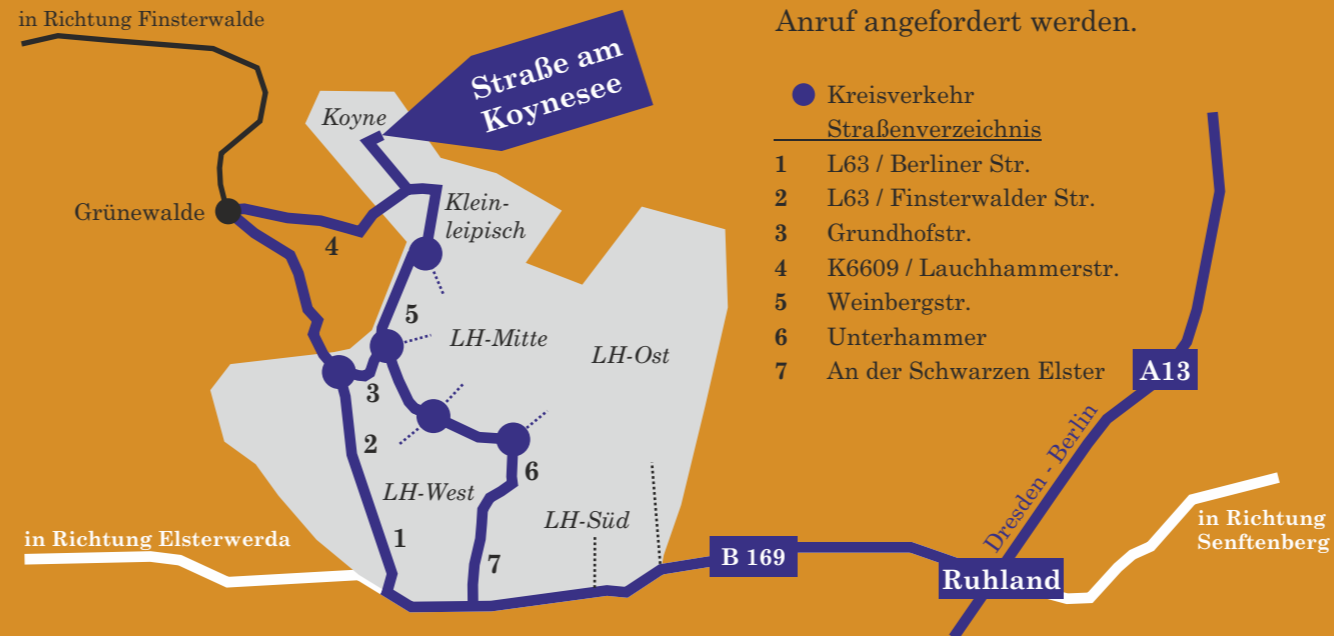 in Richtung Finsterwalde
Anruf angefordert werden.
Straße am
Koynesee
Koyne
Kreisverkehr
Straßenverzeichnis
1 L63 / Berliner Str.
2 L63 / Finsterwalder Str.
3 Grundhofstr.
4 K6609 / Lauchhammerstr.
5 Weinbergstr.
6 Unterhammer
7 An der Schwarzen Elster
Grünewalde
Klein-
leipisch
4
5
LH-Mitte
LH-Ost
A13
3
2
6
LH-West
LH-Süd
Dresden - Berlin
in Richtung Elsterwerda
1
7
B 169
in Richtung
Senftenberg
Ruhland